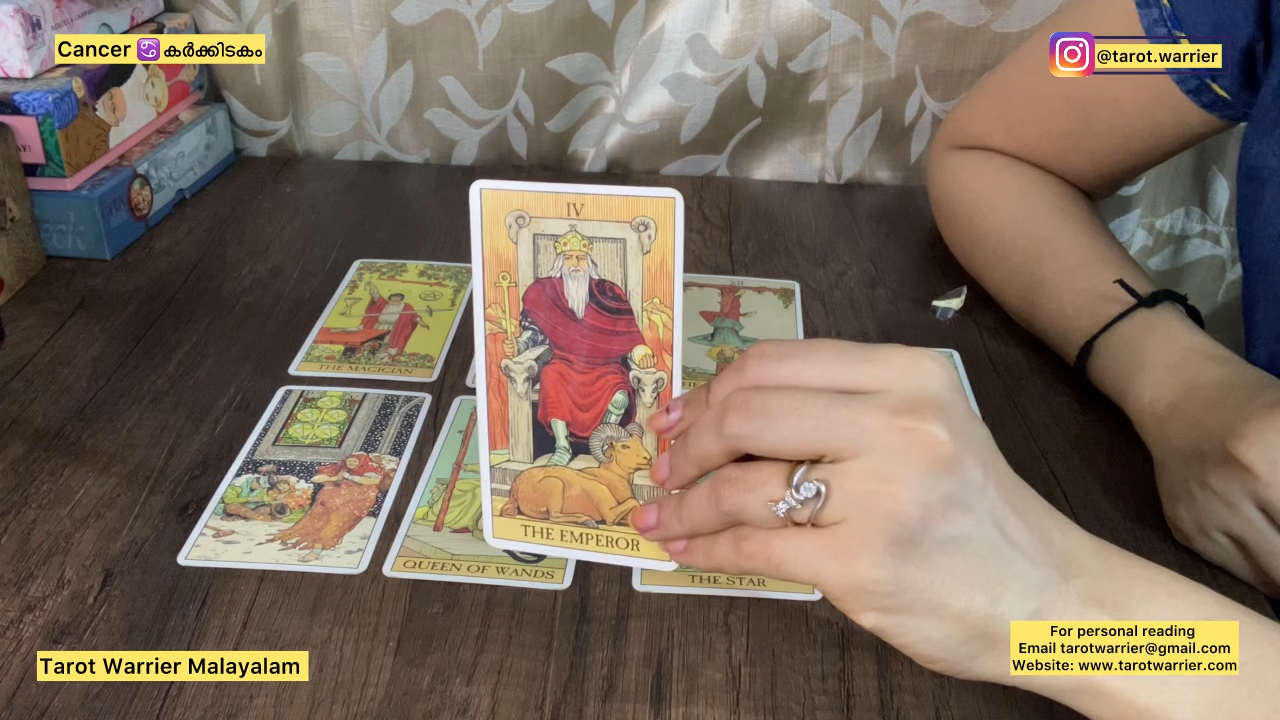 Cancer ♋കർക്കിടകം
@tarot.warrier
IV
XII
THE MAGICIAN
THE EMPEROR
QUEEN OF WANDS
THE STAR
Tarot Warrier Malayalam
For personal reading
Email tarotwarrier@gmail.com
Website: www.tarotwarrier.com